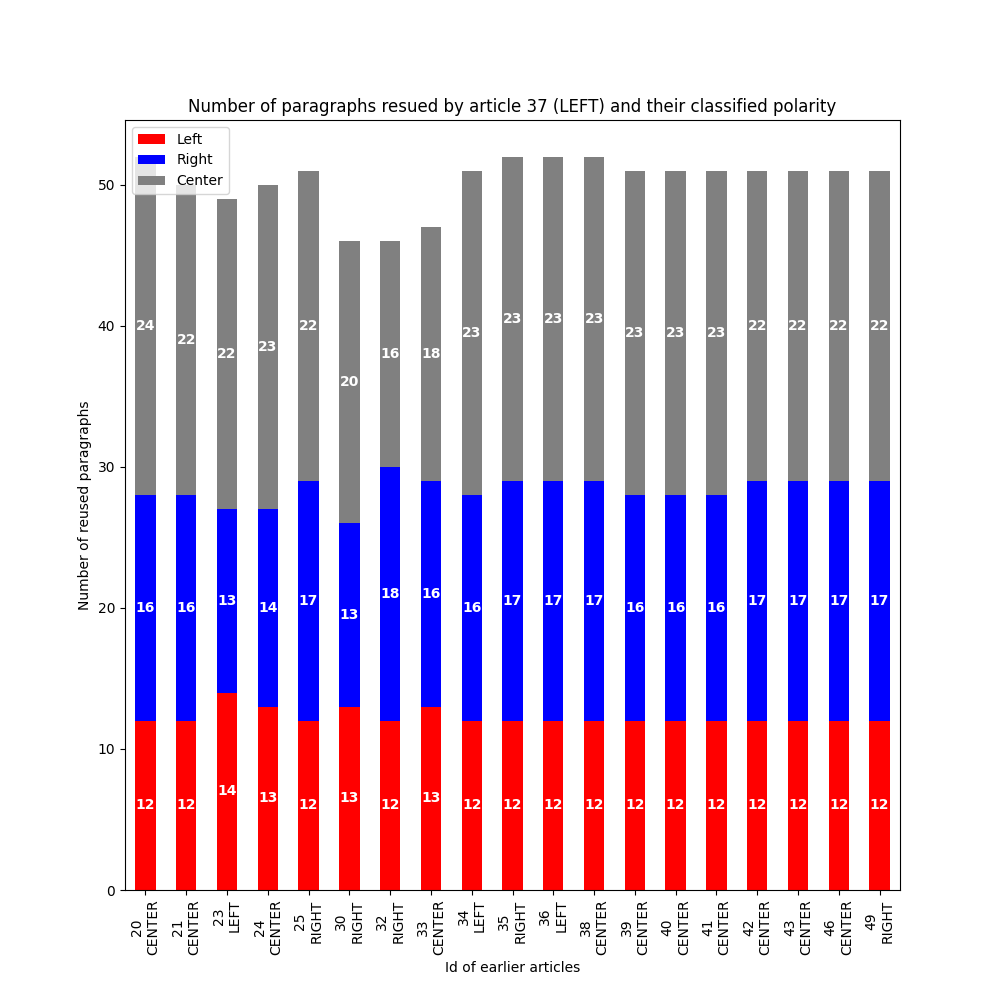 Number of paragraphs resued by article 37 (LEFT) and their classified polarity
Left
Right
Center
Number of reused paragraphs
50
40
30
20
10
0
24 22 22 23 22 20 16 18 23 23 23 23 23 23 23 22 22 22 22
16 16 13 14 17 13 18 16 16 17 17 17 16 16 16 17 17 17 17
12 12 14 13 12 13 12 13 12 12 12 12 12 12 12 12 12 12 12
20
CENTER
21
CENTER
23
LEFT
24
CENTER
25
RIGHT
30
RIGHT
32
RIGHT
33
CENTER
34
LEFT
35
RIGHT
36
LEFT
38
CENTER
39
CENTER
40
CENTER
41
CENTER
42
CENTER
43
CENTER
46
CENTER
49
RIGHT
Id of earlier articles